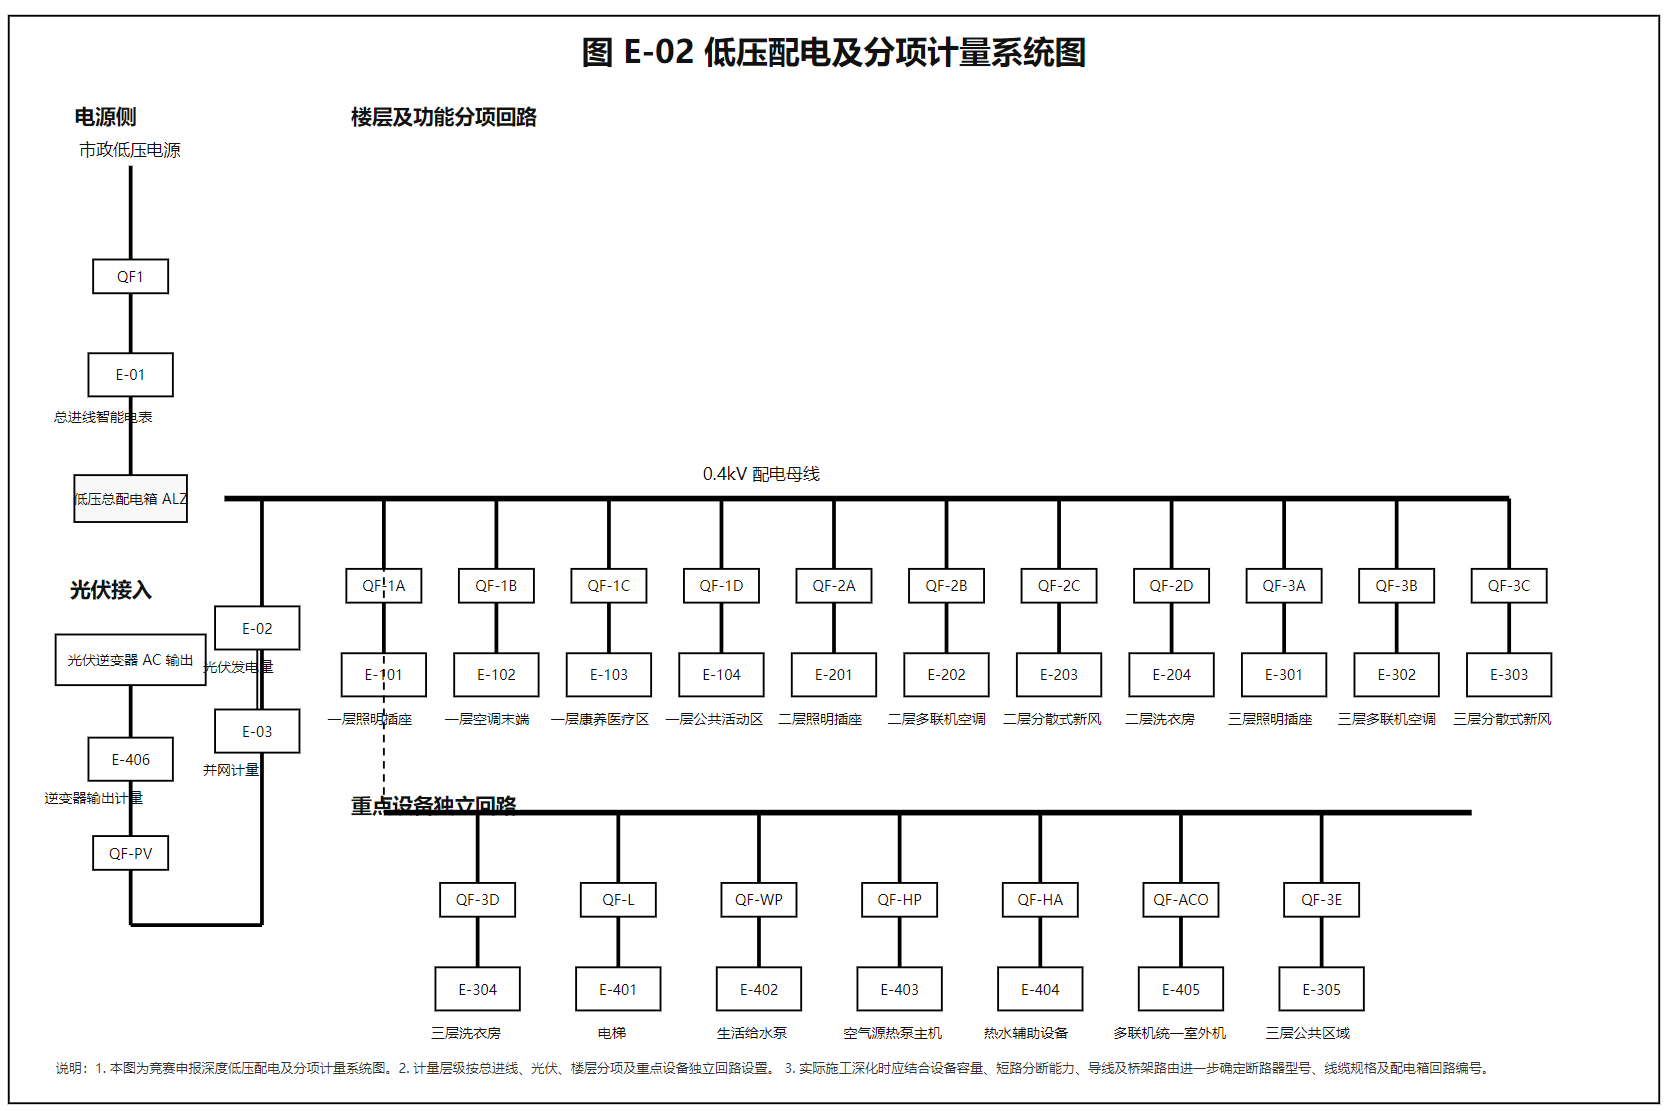 图 E-02 低压配电及分项计量系统图
电源侧
楼层及功能分项回路
市政低压电源
QF1
E-01
总进线智能电表
0.4kV 配电母线
低压总配电箱 ALZ
光伏接入
QF-1A
QF-1B
QF-1C
QF-1D
QF-2A
QF-2B
QF-2C
QF-2D
QF-3A
QF-3B
QF-3C
E-02
光伏逆变器 AC 输出
光伏发电量
E-101
E-102
E-103
E-104
E-201
E-202
E-203
E-204
E-301
E-302
E-303
一层照明插座
一层空调末端
一层康养医疗区
一层公共活动区
二层照明插座
二层多联机空调
二层分散式新风
二层洗衣房
三层照明插座
三层多联机空调
三层分散式新风
E-03
并网计量
E-406
逆变器输出计量
QF-PV
重点设备独立回路
QF-3D
QF-L
QF-WP
QF-HP
QF-HA
QF-ACO
QF-3E
E-304
E-401
E-402
E-403
E-404
E-405
E-305
三层洗衣房
电梯
生活给水泵
空气源热泵主机
热水辅助设备
多联机统一室外机
三层公共区域
说明：1. 本图为竞赛申报深度低压配电及分项计量系统图。2. 计量层级按总进线、光伏、楼层分项及重点设备独立回路设置。 3. 实际施工深化时应结合设备容量、短路分断能力、导线及桥架路由进一步确定断路器型号、线缆规格及配电箱回路编号。